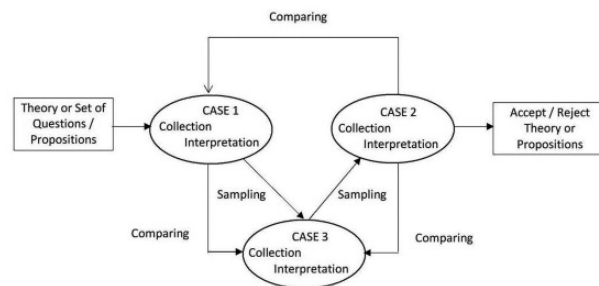 Comparing
Theory or Set of
Questions /
Propositions
CASE 1
Collection
Interpretation
CASE 2
Collection
Interpretation
Accept / Reject
Theory or
Propositions
Sampling
Sampling
Comparing
Comparing
CASE 3
Collection
Interpretation